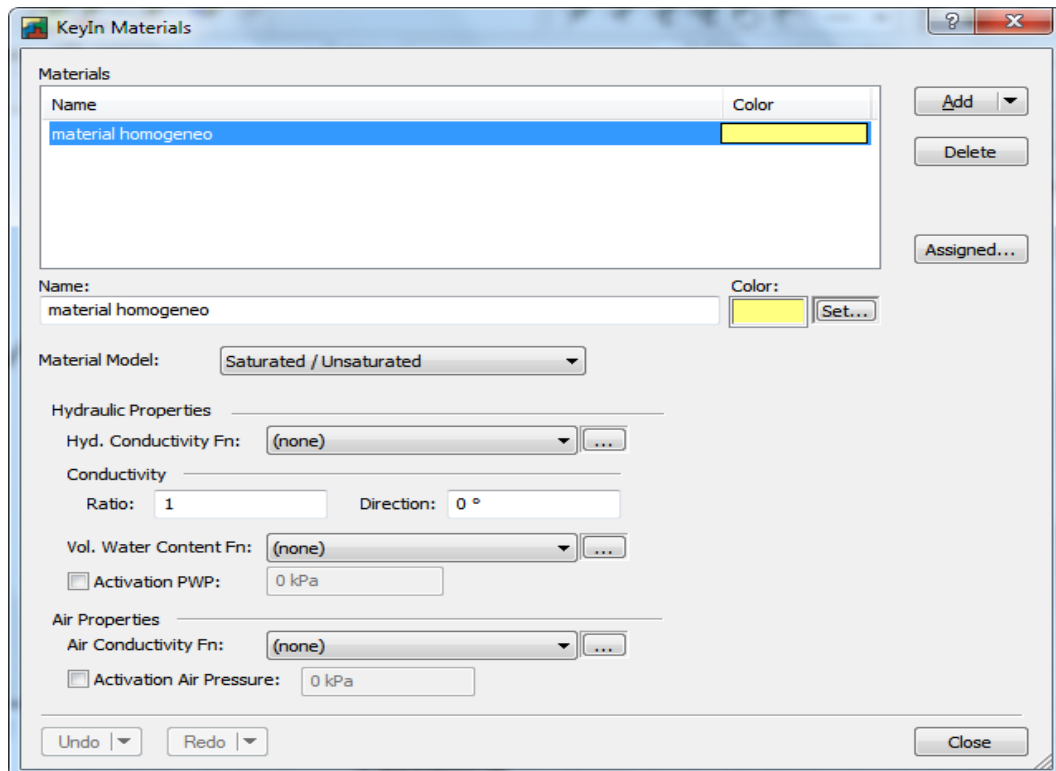 KeyIn Materials
?
Materials
Name Color
material homogeneo
Add
Delete
Assigned...
Name: Color:
material homogeneo Set...
Material Model: Saturated / Unsaturated
Hydraulic Properties
Hyd. Conductivity Fn: (none) ...
Conductivity
Ratio: 1 Direction: 0 °
Vol. Water Content Fn: (none) ...
Activation PWP: 0 kPa
Air Properties
Air Conductivity Fn: (none) ...
Activation Air Pressure: 0 kPa
Undo Redo Close